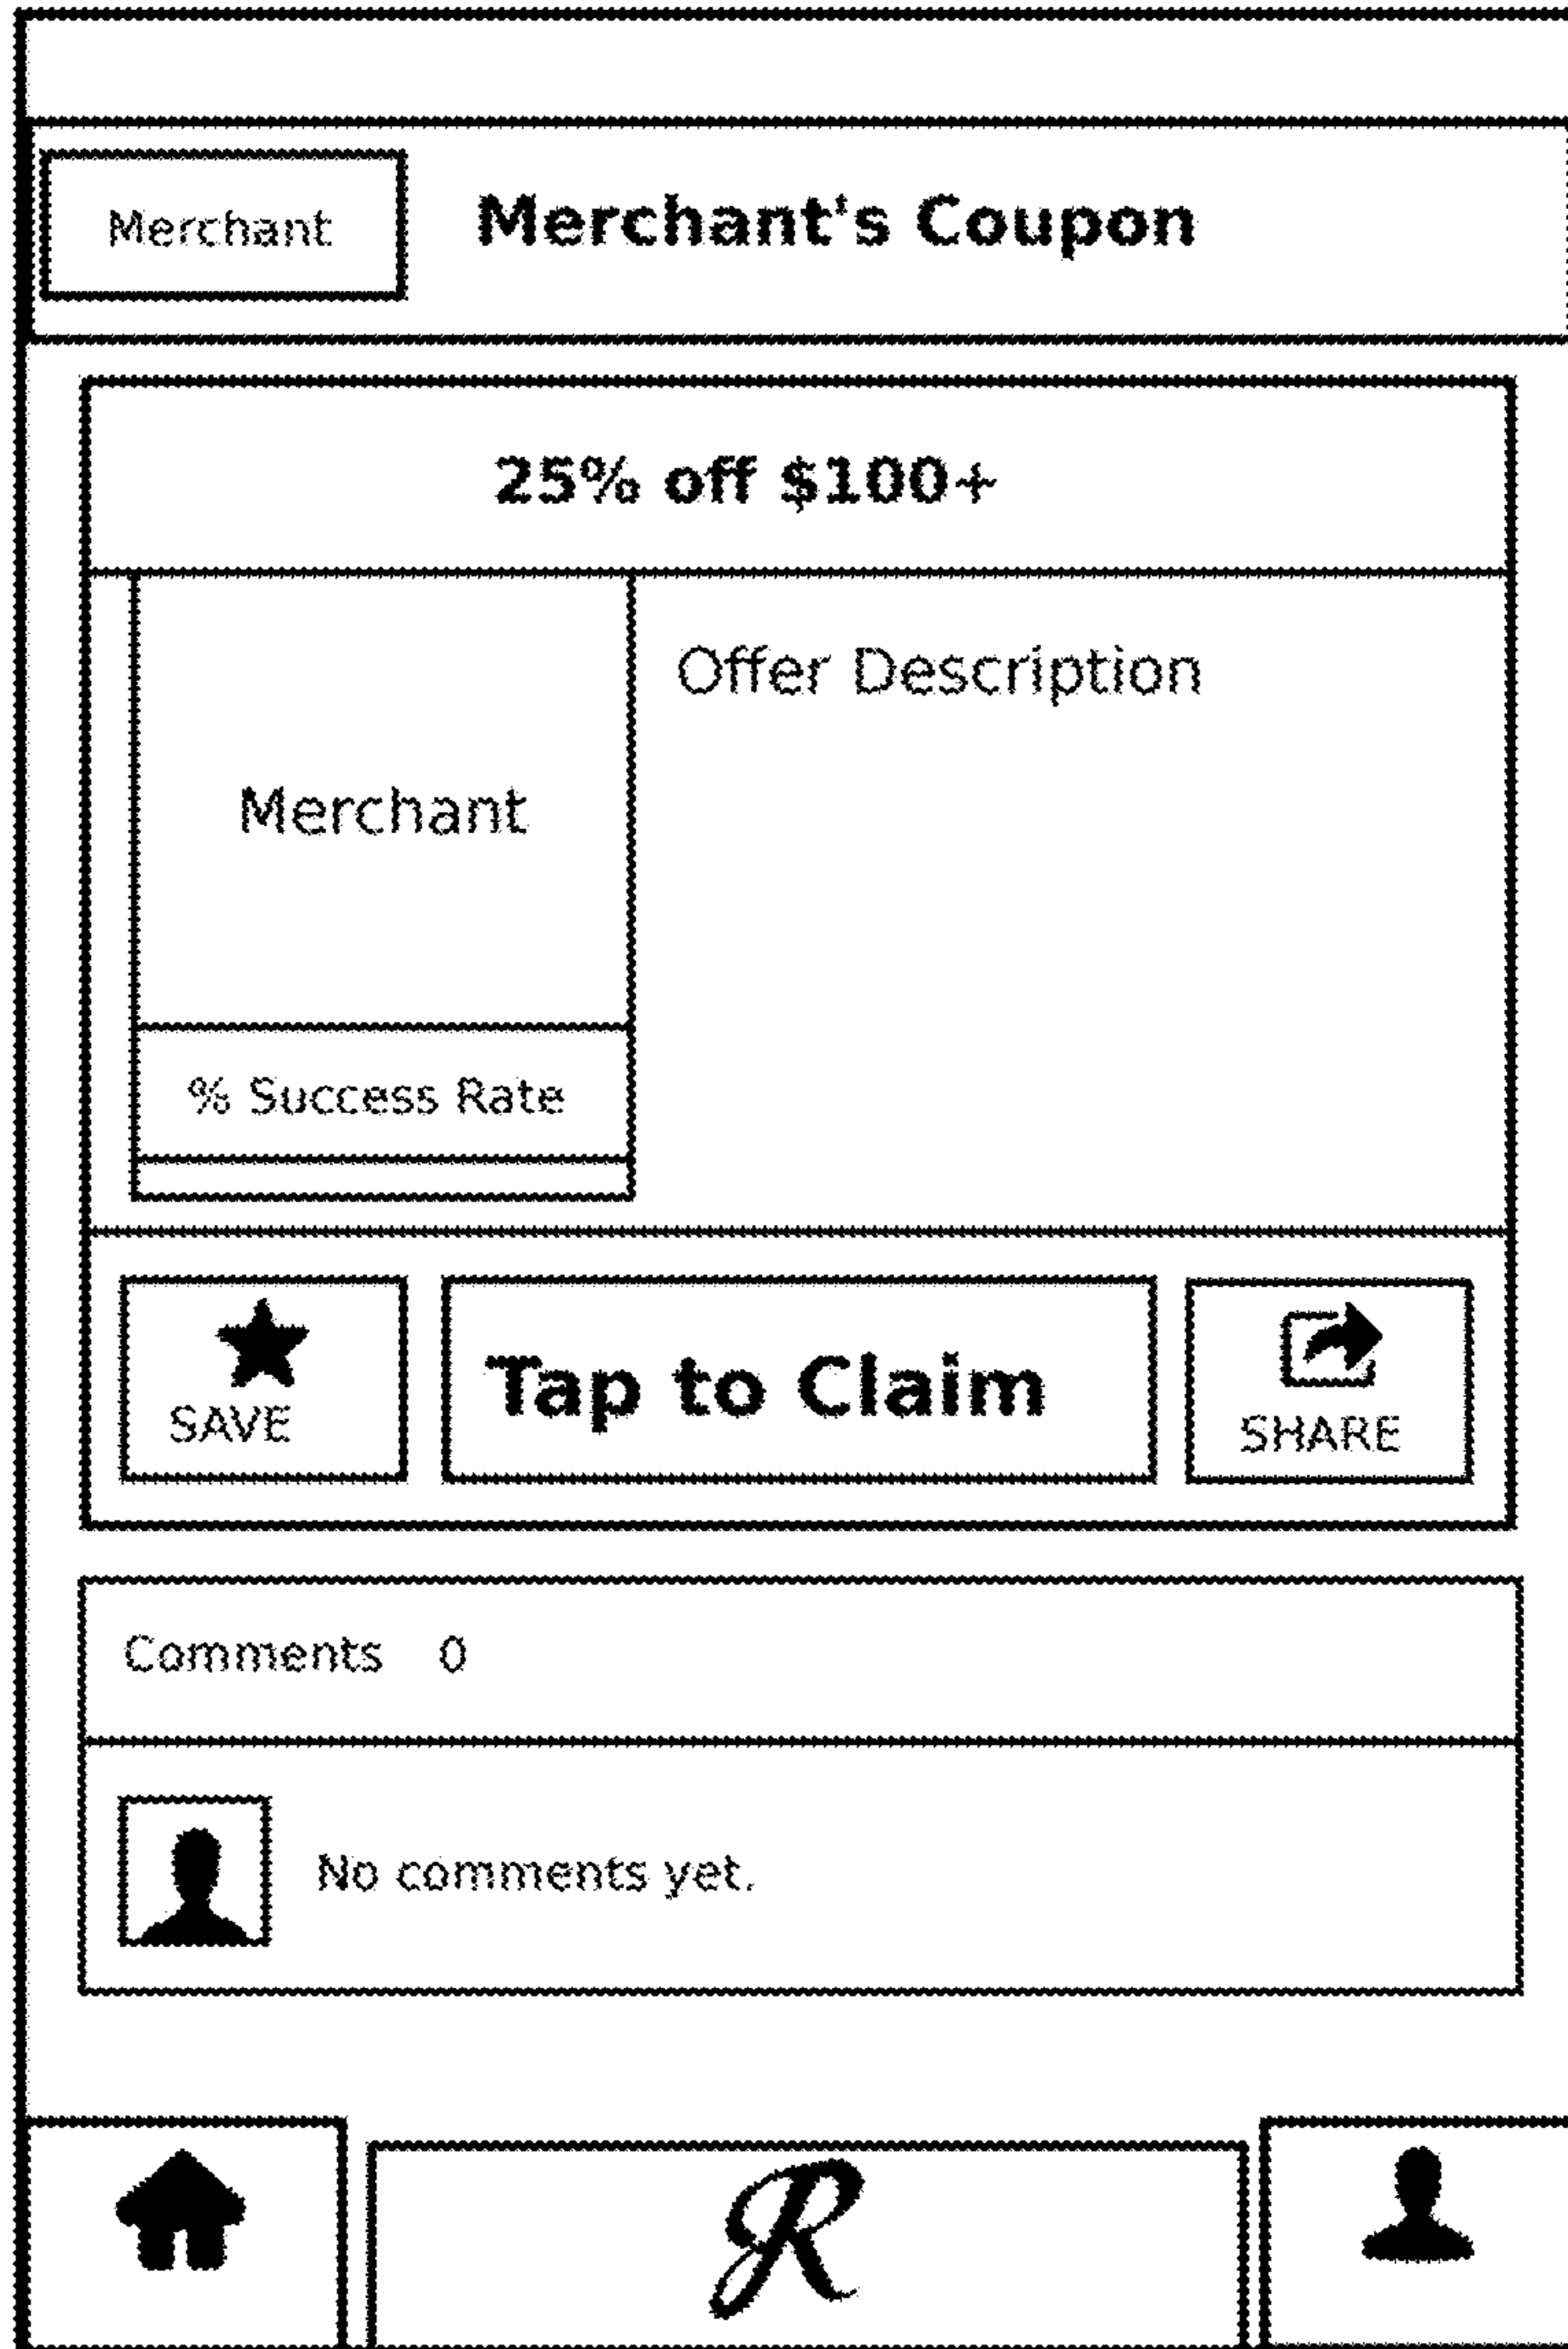 Merchant
Merchant's Coupon
25% off $100+
Offer Description
Merchant
% Success Rate
SAVE
Tap to Claim
SHARE
Comments 0
No comments yet.
R